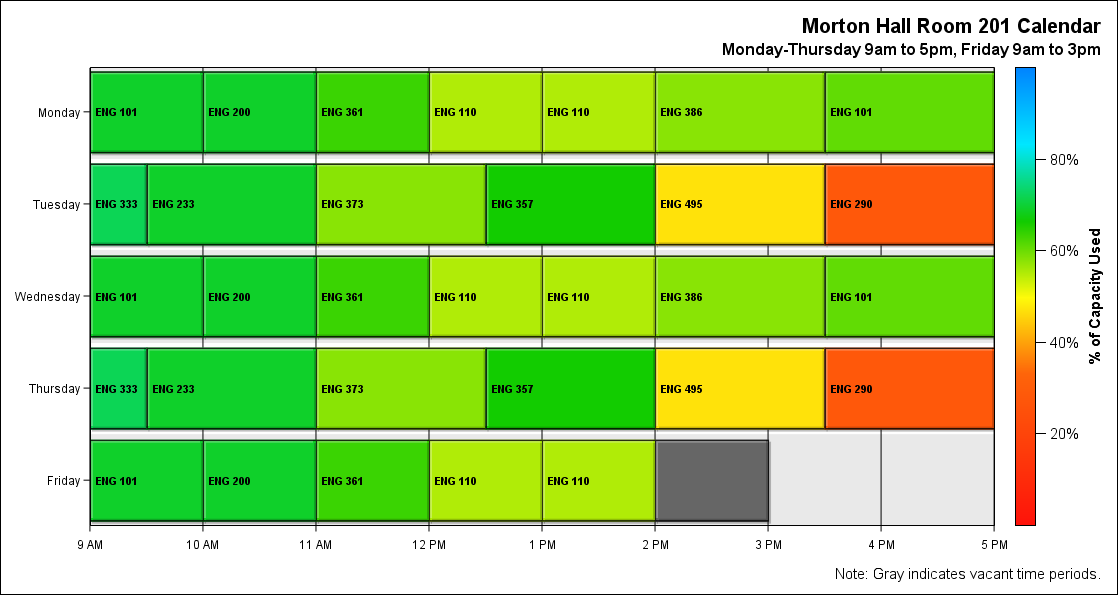 Morton Hall Room 201 Calendar
Monday-Thursday 9am to 5pm, Friday 9am to 3pm
Monday ENG 101 ENG 200 ENG 361 ENG 110 ENG 110 ENG 386 ENG 101
Tuesday ENG 333 ENG 233 ENG 373 ENG 357 ENG 495 ENG 290
Wednesday ENG 101 ENG 200 ENG 361 ENG 110 ENG 110 ENG 386 ENG 101
Thursday ENG 333 ENG 233 ENG 373 ENG 357 ENG 495 ENG 290
Friday ENG 101 ENG 200 ENG 361 ENG 110 ENG 110
9 AM 10 AM 11 AM 12 PM 1 PM 2 PM 3 PM 4 PM 5 PM
80%
60%
40%
20%
% of Capacity Used
Note: Gray indicates vacant time periods.